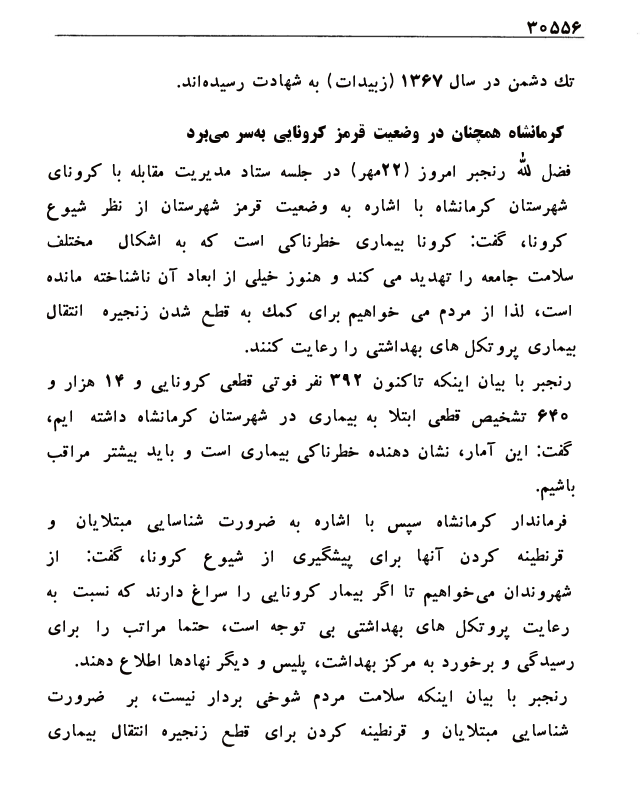 ۳۰۵۵۶
تك دشمن در سال ۱۳۶۷ (زبیدات) به شهادت رسیده‌اند.
کرمانشاه همچنان در وضعیت قرمز کرونایی به‌سر می‌برد
فضل لله رنجبر امروز (۲۲مهر) در جلسه ستاد مدیریت مقابله با کرونای
شهرستان کرمانشاه با اشاره به وضعیت قرمز شهرستان از نظر شیوع
کرونا، گفت: کرونا بیماری خطرناکی است که به اشکال مختلف
سلامت جامعه را تهدید می کند و هنوز خیلی از ابعاد آن ناشناخته مانده
است، لذا از مردم می خواهیم برای کمك به قطع شدن زنجیره انتقال
بیماری پروتکل های بهداشتی را رعایت کنند.
رنجبر با بیان اینکه تاکنون ۳۹۲ نفر فوتی قطعی کرونایی و ۱۴ هزار و
۶۴۰ تشخیص قطعی ابتلا به بیماری در شهرستان کرمانشاه داشته ایم،
گفت: این آمار، نشان دهنده خطرناکی بیماری است و باید بیشتر مراقب
باشیم.
فرماندار کرمانشاه سپس با اشاره به ضرورت شناسایی مبتلایان و
قرنطینه کردن آنها برای پیشگیری از شیوع کرونا، گفت: از
شهروندان می‌خواهیم تا اگر بیمار کرونایی را سراغ دارند که نسبت به
رعایت پروتکل های بهداشتی بی توجه است، حتما مراتب را برای
رسیدگی و برخورد به مرکز بهداشت، پلیس و دیگر نهادها اطلاع دهند.
رنجبر با بیان اینکه سلامت مردم شوخی بردار نیست، بر ضرورت
شناسایی مبتلایان و قرنطینه کردن برای قطع زنجیره انتقال بیماری